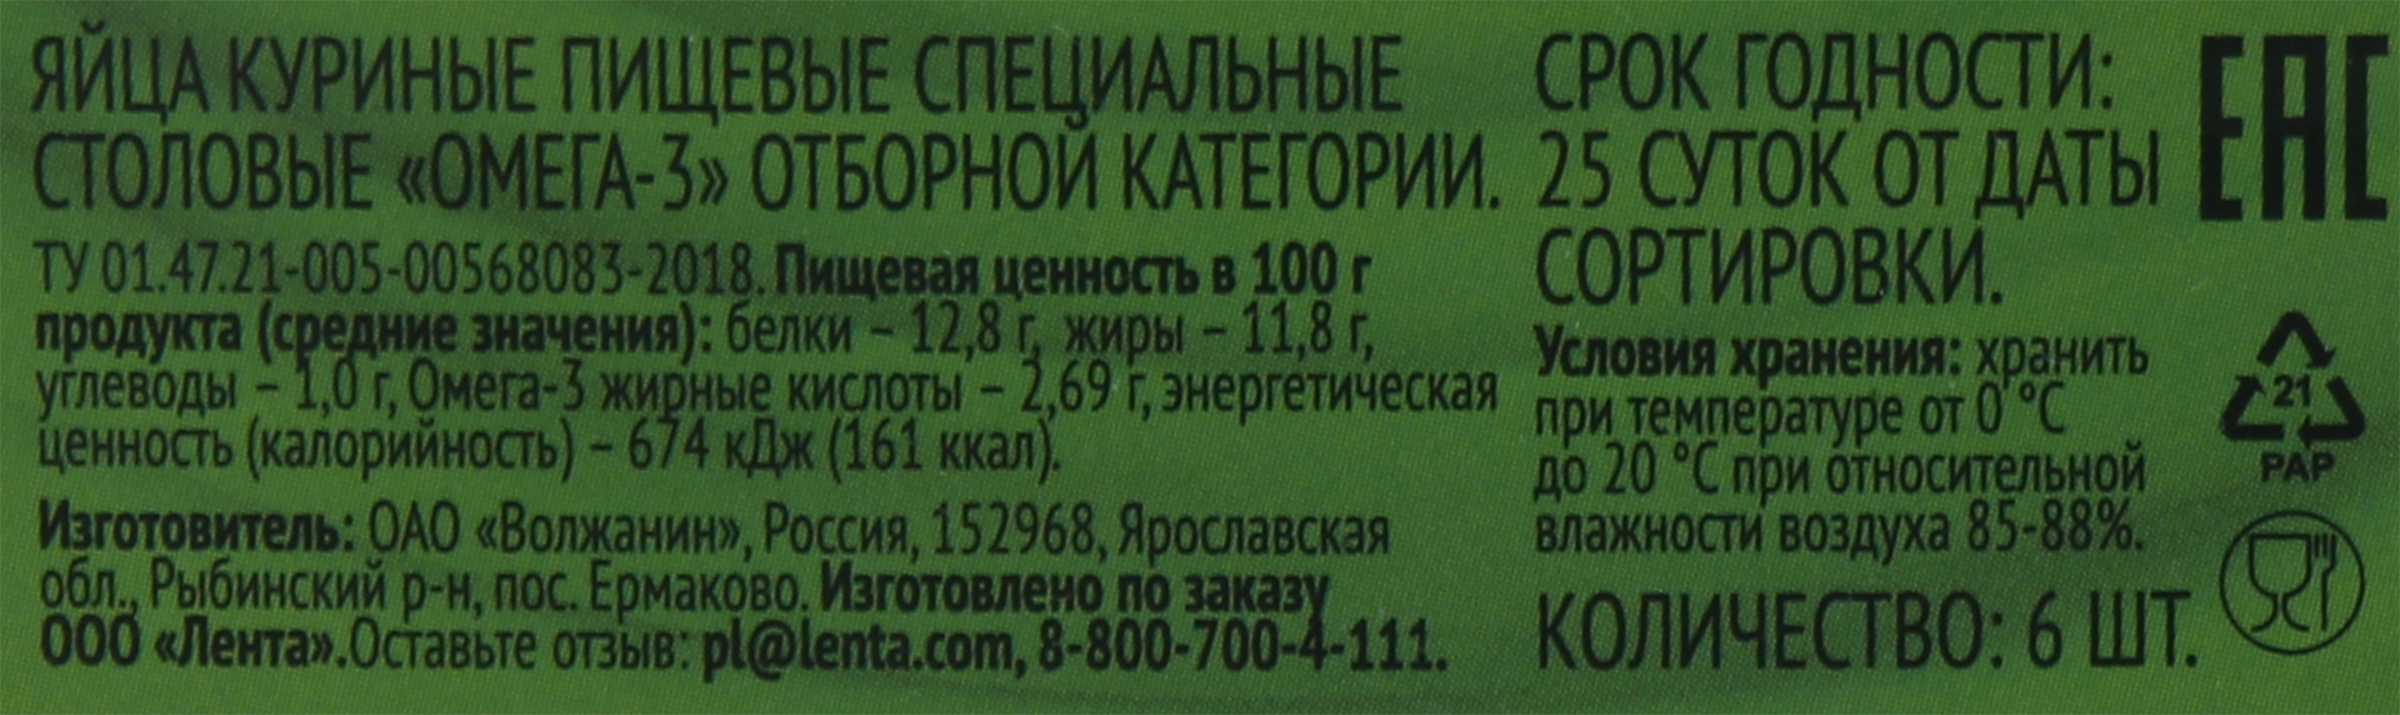 ЯЙЦА КУРИНЫЕ ПИЩЕВЫЕ СПЕЦИАЛЬНЫЕ
СТОЛОВЫЕ «ОМЕГА-3» ОТБОРНОЙ КАТЕГОРИИ.
ТУ 01.47.21-005-00568083-2018. Пищевая ценность в 100 г
продукта (средние значения): белки – 12,8 г, жиры – 11,8 г,
углеводы – 1,0 г, Омега-3 жирные кислоты – 2,69 г, энергетическая
ценность (калорийность) – 674 кДж (161 ккал).
Изготовитель: ОАО «Волжанин», Россия, 152968, Ярославская
обл., Рыбинский р-н, пос. Ермаково. Изготовлено по заказу
ООО «Лента». Оставьте отзыв: pl@lenta.com, 8-800-700-4-111.
СРОК ГОДНОСТИ:
25 СУТОК ОТ ДАТЫ
СОРТИРОВКИ.
Условия хранения: хранить
при температуре от 0 °С
до 20 °С при относительной
влажности воздуха 85-88%.
КОЛИЧЕСТВО: 6 ШТ.
ЕАС
21
PAP